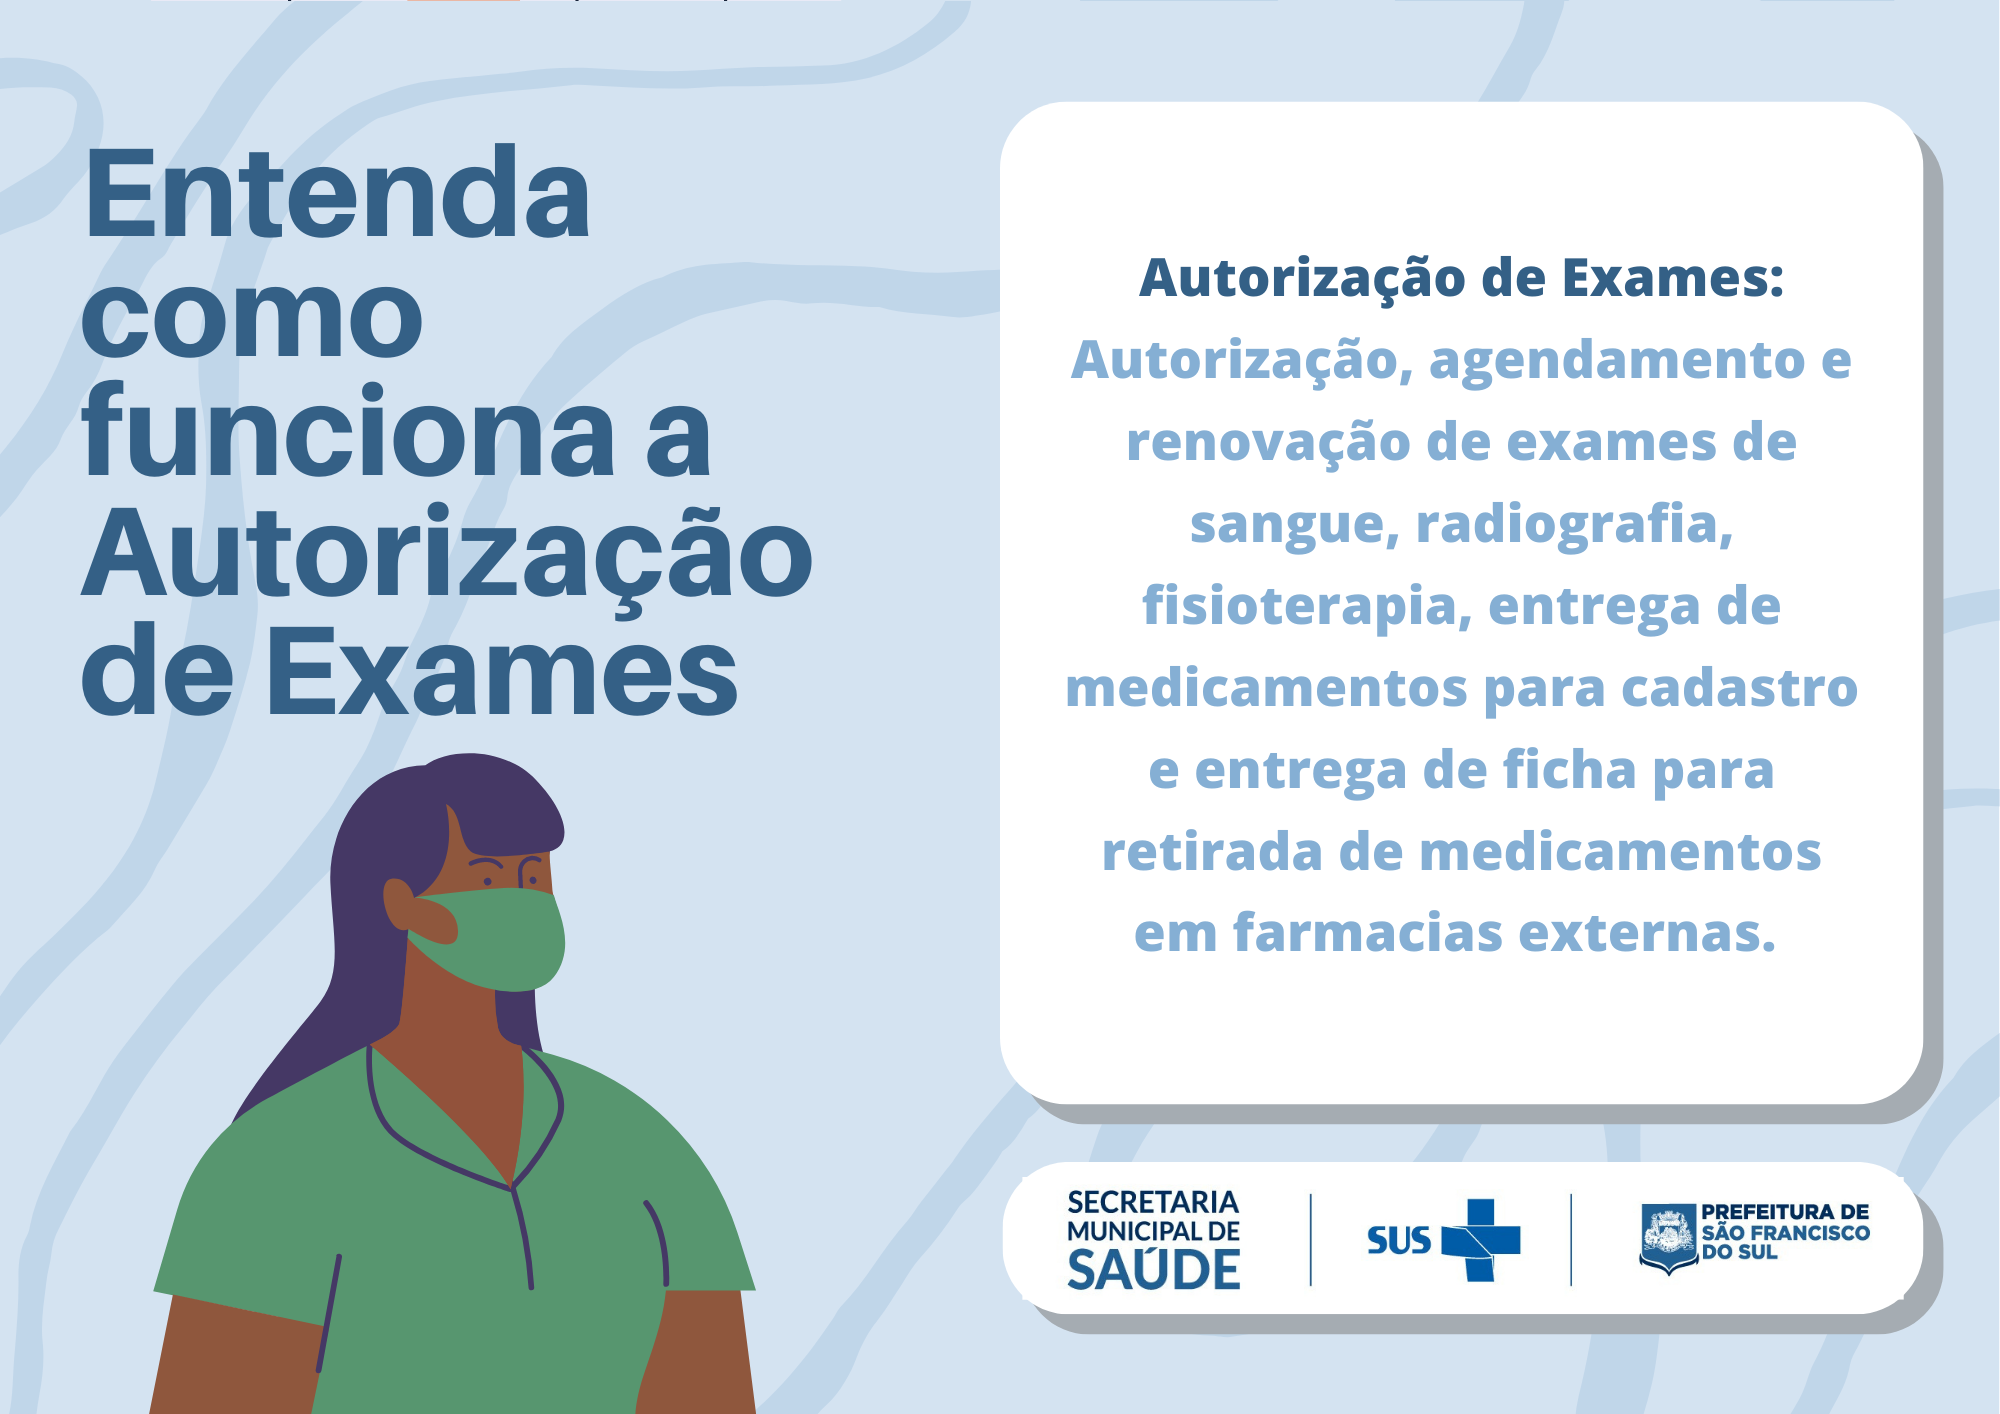 Entenda
como
funciona a
Autorização
de Exames
Autorização de Exames:
Autorização, agendamento e
renovação de exames de
sangue, radiografia,
fisioterapia, entrega de
medicamentos para cadastro
e entrega de ficha para
retirada de medicamentos
em farmacias externas.
SECRETARIA
MUNICIPAL DE
SAÚDE
SUS
PREFEITURA DE
SÃO FRANCISCO
DO SUL